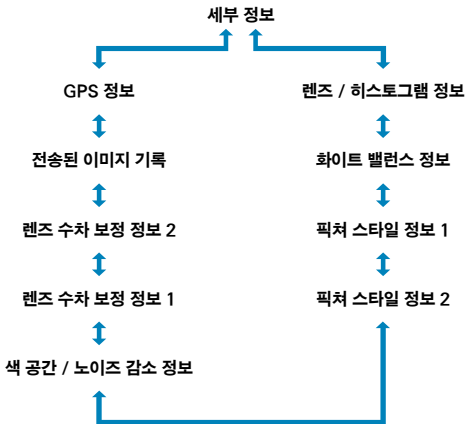 세부 정보
GPS 정보
렌즈 / 히스토그램 정보
전송된 이미지 기록
화이트 밸런스 정보
렌즈 수차 보정 정보 2
픽쳐 스타일 정보 1
렌즈 수차 보정 정보 1
픽쳐 스타일 정보 2
색 공간 / 노이즈 감소 정보